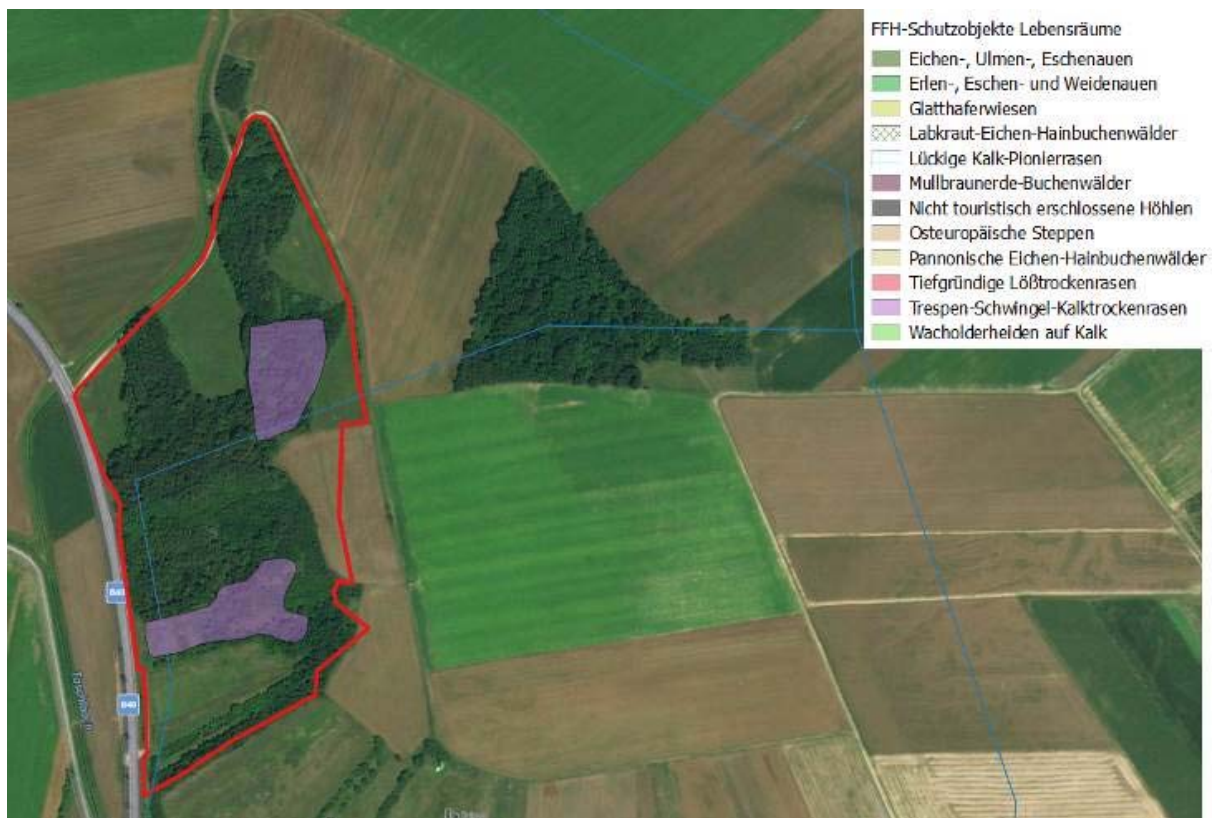 FFH-Schutzobjekte Lebensräume
Eichen-, Ulmen-, Eschenauen
Erlen-, Eschen- und Weidenauen
Glatthaferwiesen
Labkraut-Eichen-Hainbuchenwälder
Lückige Kalk-Pionierrasen
Mullbraunerde-Buchenwälder
Nicht touristisch erschlossene Höhlen
Osteuropäische Steppen
Pannonische Eichen-Hainbuchenwälder
Tiefgründige Lößtrockenrasen
Trespen-Schwingel-Kalktrockenrasen
Wacholderheiden auf Kalk
B40
B40